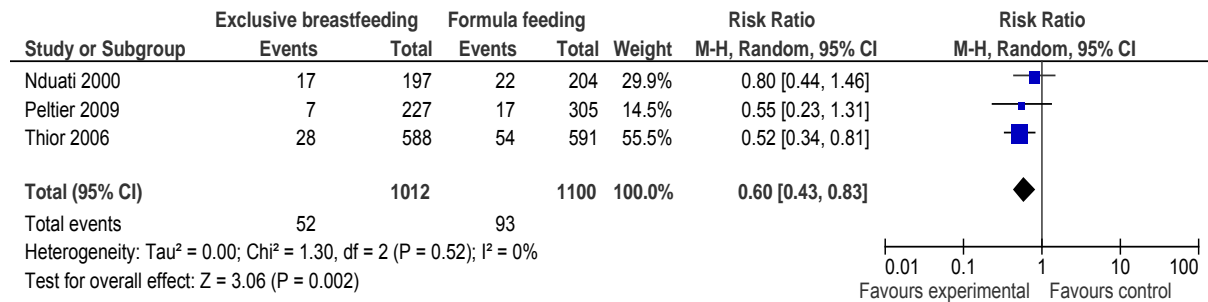 Exclusive breastfeeding Formula feeding Risk Ratio Risk Ratio
Study or Subgroup Events Total Events Total Weight M-H, Random, 95% CI M-H, Random, 95% CI
Nduati 2000 17 197 22 204 29.9% 0.80 [0.44, 1.46]
Peltier 2009 7 227 17 305 14.5% 0.55 [0.23, 1.31]
Thior 2006 28 588 54 591 55.5% 0.52 [0.34, 0.81]
Total (95% CI) 1012 1100 100.0% 0.60 [0.43, 0.83]
Total events 52 93
Heterogeneity: Tau² = 0.00; Chi² = 1.30, df = 2 (P = 0.52); I² = 0%
Test for overall effect: Z = 3.06 (P = 0.002)
0.01 0.1 1 10 100
Favours experimental Favours control